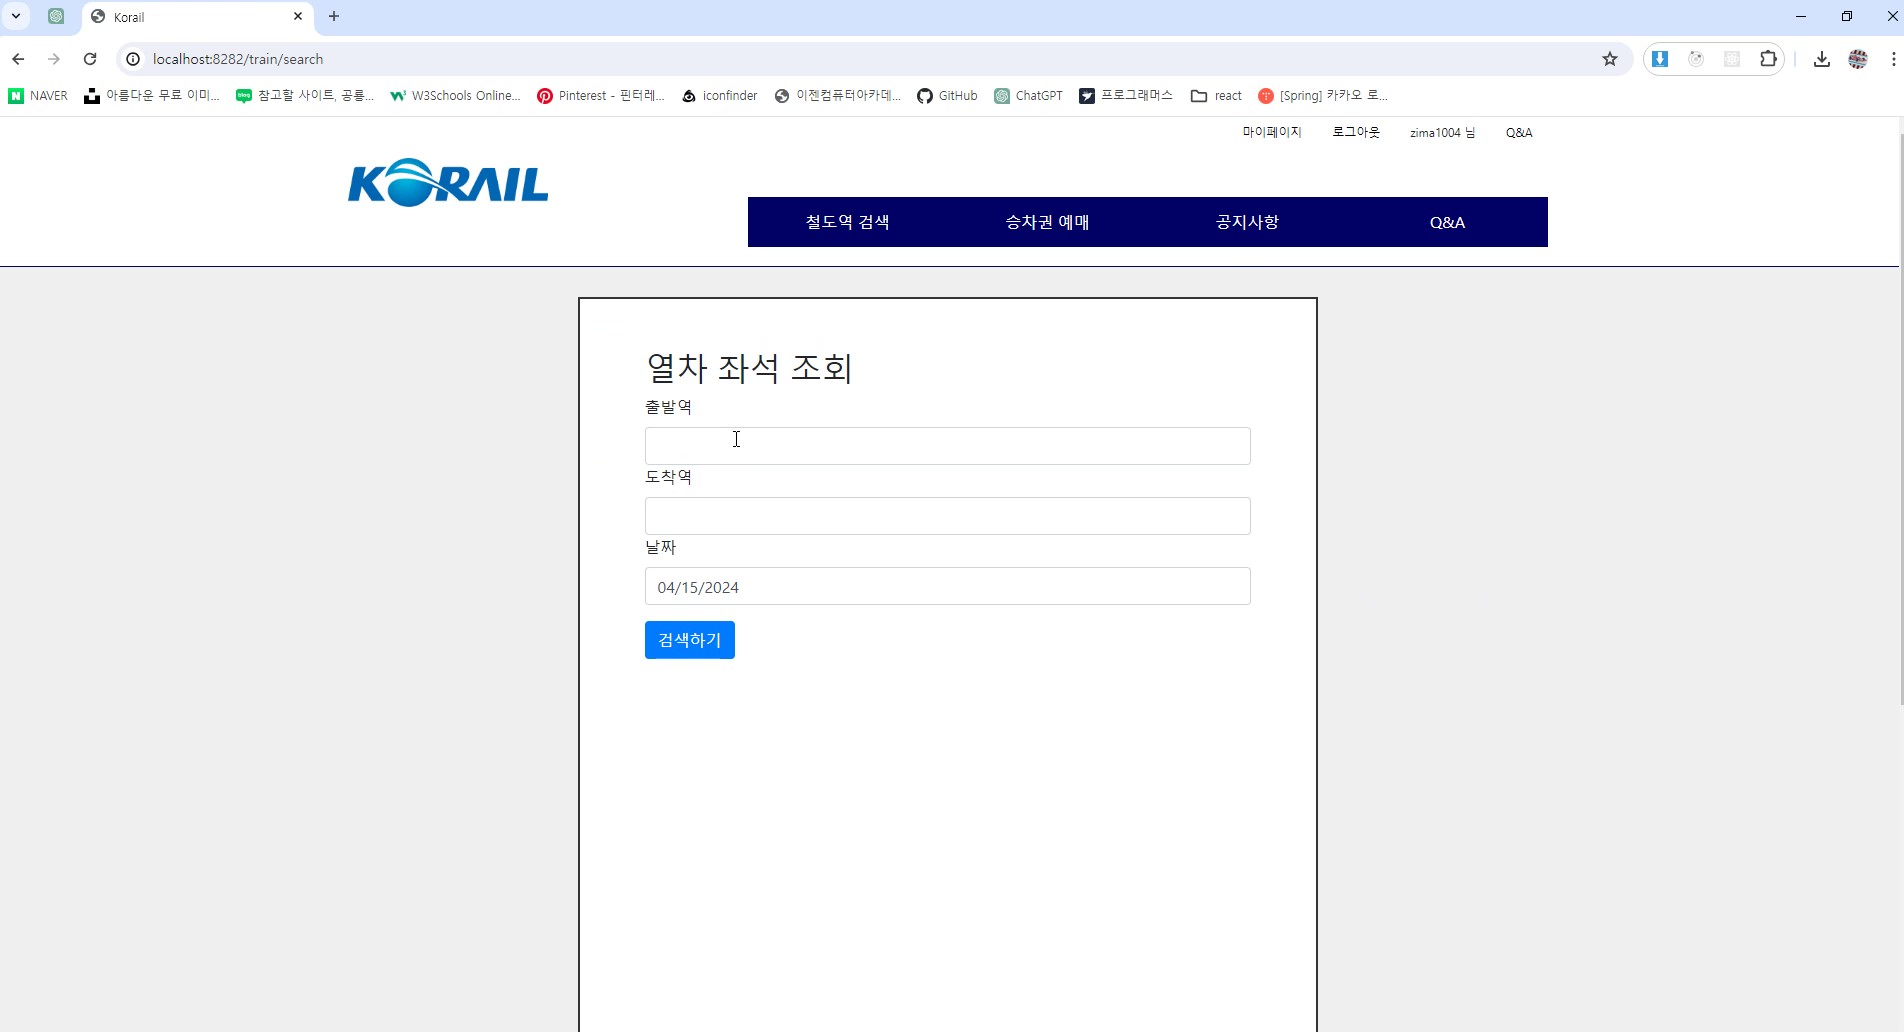 Korail
localhost:8282/train/search
NAVER
아름다운 무료 이미...
참고할 사이트, 공룡...
W3Schools Online...
Pinterest - 핀터레...
iconfinder
이젠컴퓨터아카데...
GitHub
ChatGPT
프로그래머스
react
[Spring] 카카오 로...
마이페이지
로그아웃
zima1004 님
Q&A
KORAIL
철도역 검색
승차권 예매
공지사항
Q&A
열차 좌석 조회
출발역
도착역
날짜
04/15/2024
검색하기